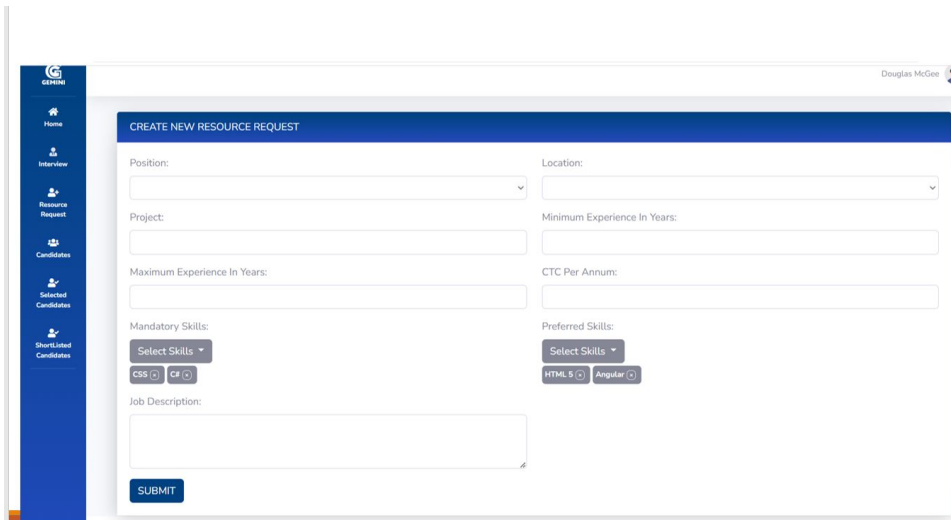 GEMINI
Douglas McGee
Home
Interview
Resource
Request
Candidates
Selected
Candidates
ShortListed
Candidates
CREATE NEW RESOURCE REQUEST
Position:
Location:
Project:
Minimum Experience In Years:
Maximum Experience In Years:
CTC Per Annum:
Mandatory Skills:
Preferred Skills:
Select Skills
Select Skills
CSS C#
HTML 5 Angular
Job Description:
SUBMIT